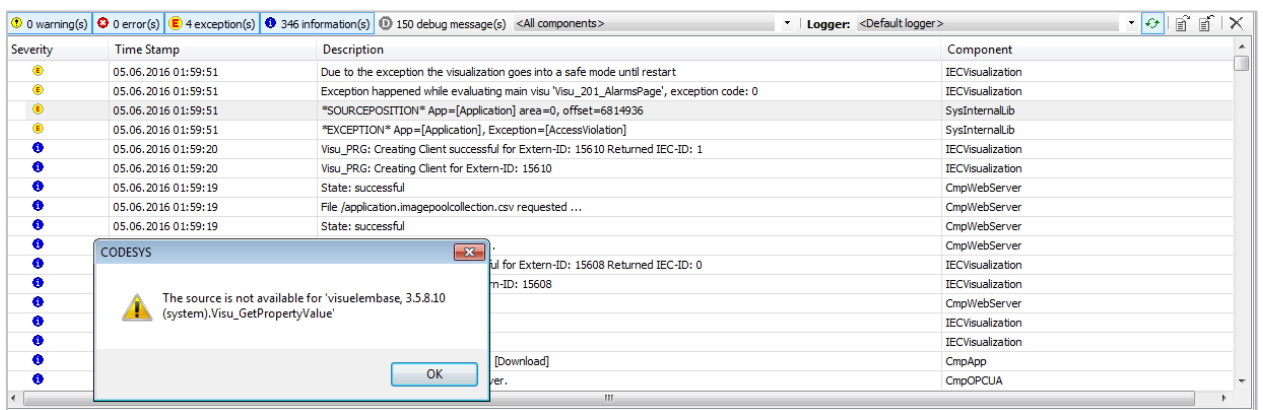 0 warning(s) 0 error(s) E 4 exception(s) 346 information(s) D 150 debug message(s) <All components> Logger: <Default logger>
Severity Time Stamp Description Component
E 05.06.2016 01:59:51 Due to the exception the visualization goes into a safe mode until restart IECVisualization
E 05.06.2016 01:59:51 Exception happened while evaluating main visu 'Visu_201_AlarmsPage', exception code: 0 IECVisualization
E 05.06.2016 01:59:51 *SOURCEPOSITION* App=[Application] area=0, offset=6814936 SysInternalLib
E 05.06.2016 01:59:51 *EXCEPTION* App=[Application], Exception=[AccessViolation] SysInternalLib
05.06.2016 01:59:20 Visu_PRG: Creating Client successful for Extern-ID: 15610 Returned IEC-ID: 1 IECVisualization
05.06.2016 01:59:20 Visu_PRG: Creating Client for Extern-ID: 15610 IECVisualization
05.06.2016 01:59:19 State: successful CmpWebServer
05.06.2016 01:59:19 File /application.imagepoolcollection.csv requested ... CmpWebServer
05.06.2016 01:59:19 State: successful CmpWebServer
. CmpWebServer
ful for Extern-ID: 15608 Returned IEC-ID: 0 IECVisualization
rn-ID: 15608 IECVisualization
CmpWebServer
IECVisualization
IECVisualization
[Download] CmpApp
ver. CmpOPCUA
CODESYS
The source is not available for 'visuelembase, 3.5.8.10
(system).Visu_GetPropertyValue'
OK